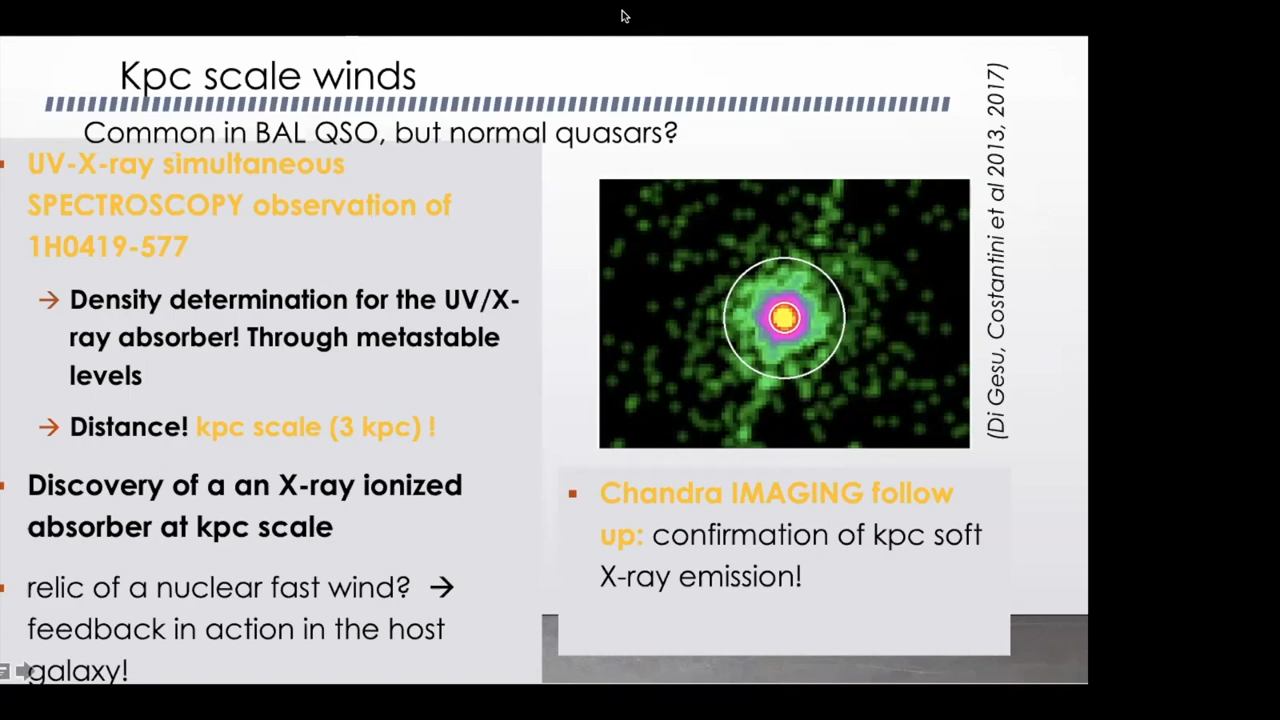 Kpc scale winds
Common in BAL QSO, but normal quasars?
UV-X-ray simultaneous
SPECTROSCOPY observation of
1H0419-577
→ Density determination for the UV/X-
ray absorber! Through metastable
levels
→ Distance! kpc scale (3 kpc) !
Discovery of a an X-ray ionized
absorber at kpc scale
relic of a nuclear fast wind? →
feedback in action in the host
galaxy!
(Di Gesu, Costantini et al 2013, 2017)
Chandra IMAGING follow
up: confirmation of kpc soft
X-ray emission!